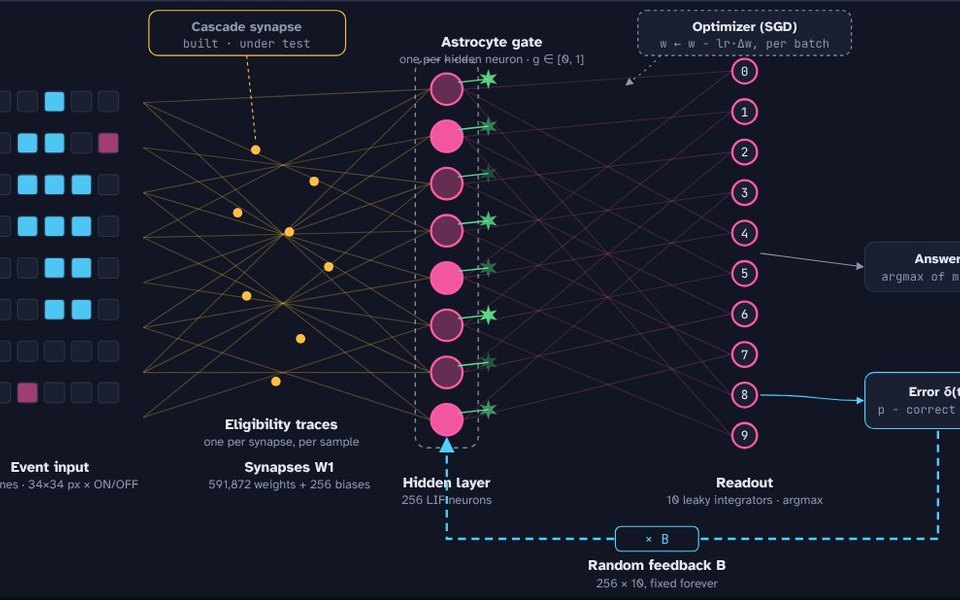 Cascade synapse
built · under test
Astrocyte gate
one per hidden neuron · g ∈ [0, 1]
Optimizer (SGD)
w ← w - lr·Δw, per batch
0
1
2
3
4
5
6
7
8
9
Answer
argmax of m
Error δ(t
p - correct
Eligibility traces
one per synapse, per sample
Event input
nes · 34×34 px × ON/OFF
Synapses W1
591,872 weights + 256 biases
Hidden layer
256 LIF neurons
Readout
10 leaky integrators · argmax
× B
Random feedback B
256 × 10, fixed forever